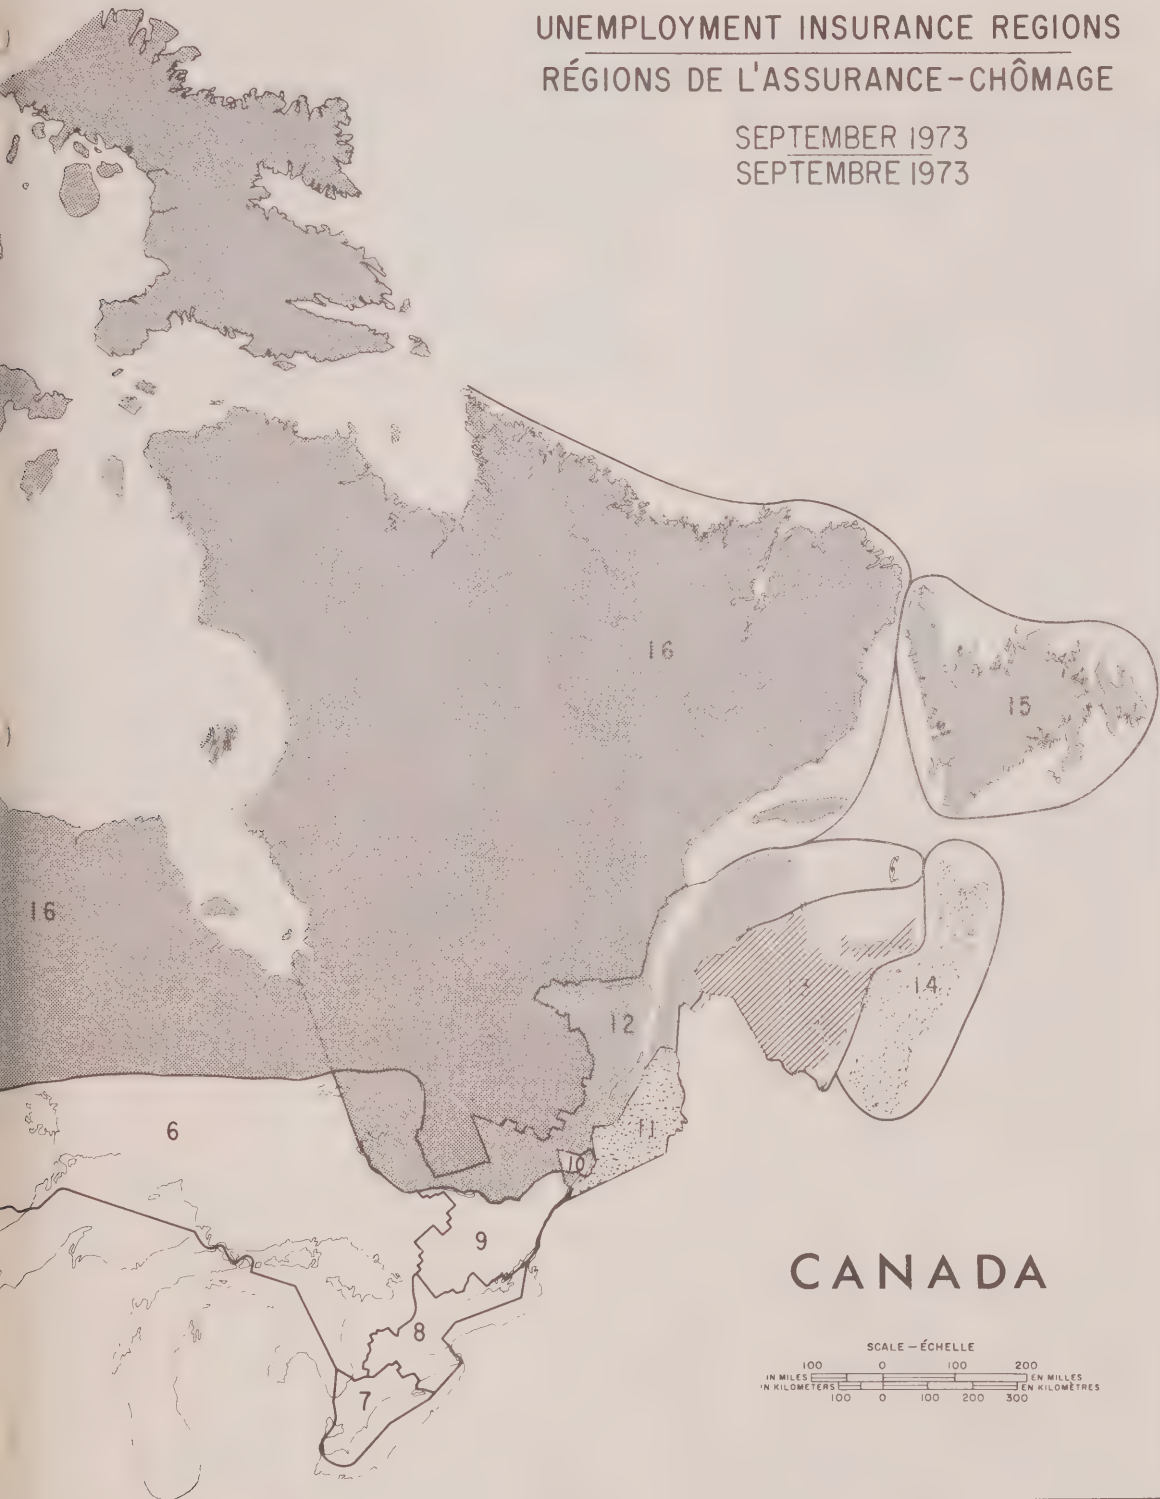 UNEMPLOYMENT INSURANCE REGIONS
RÉGIONS DE L'ASSURANCE-CHÔMAGE
SEPTEMBER 1973
SEPTEMBRE 1973
16
15
16
14
12
11
6
10
9
8
7
CANADA
SCALE – ÉCHELLE
100 0 100 200
IN MILES EN MILLES
IN KILOMETERS EN KILOMÈTRES
100 0 100 200 300